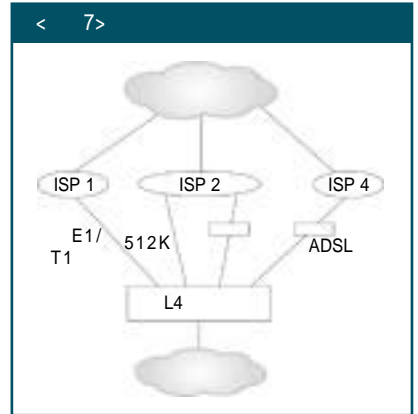 < 7>
ISP 1 ISP 2 ISP 4
E1/
T1
512K
ADSL
L4